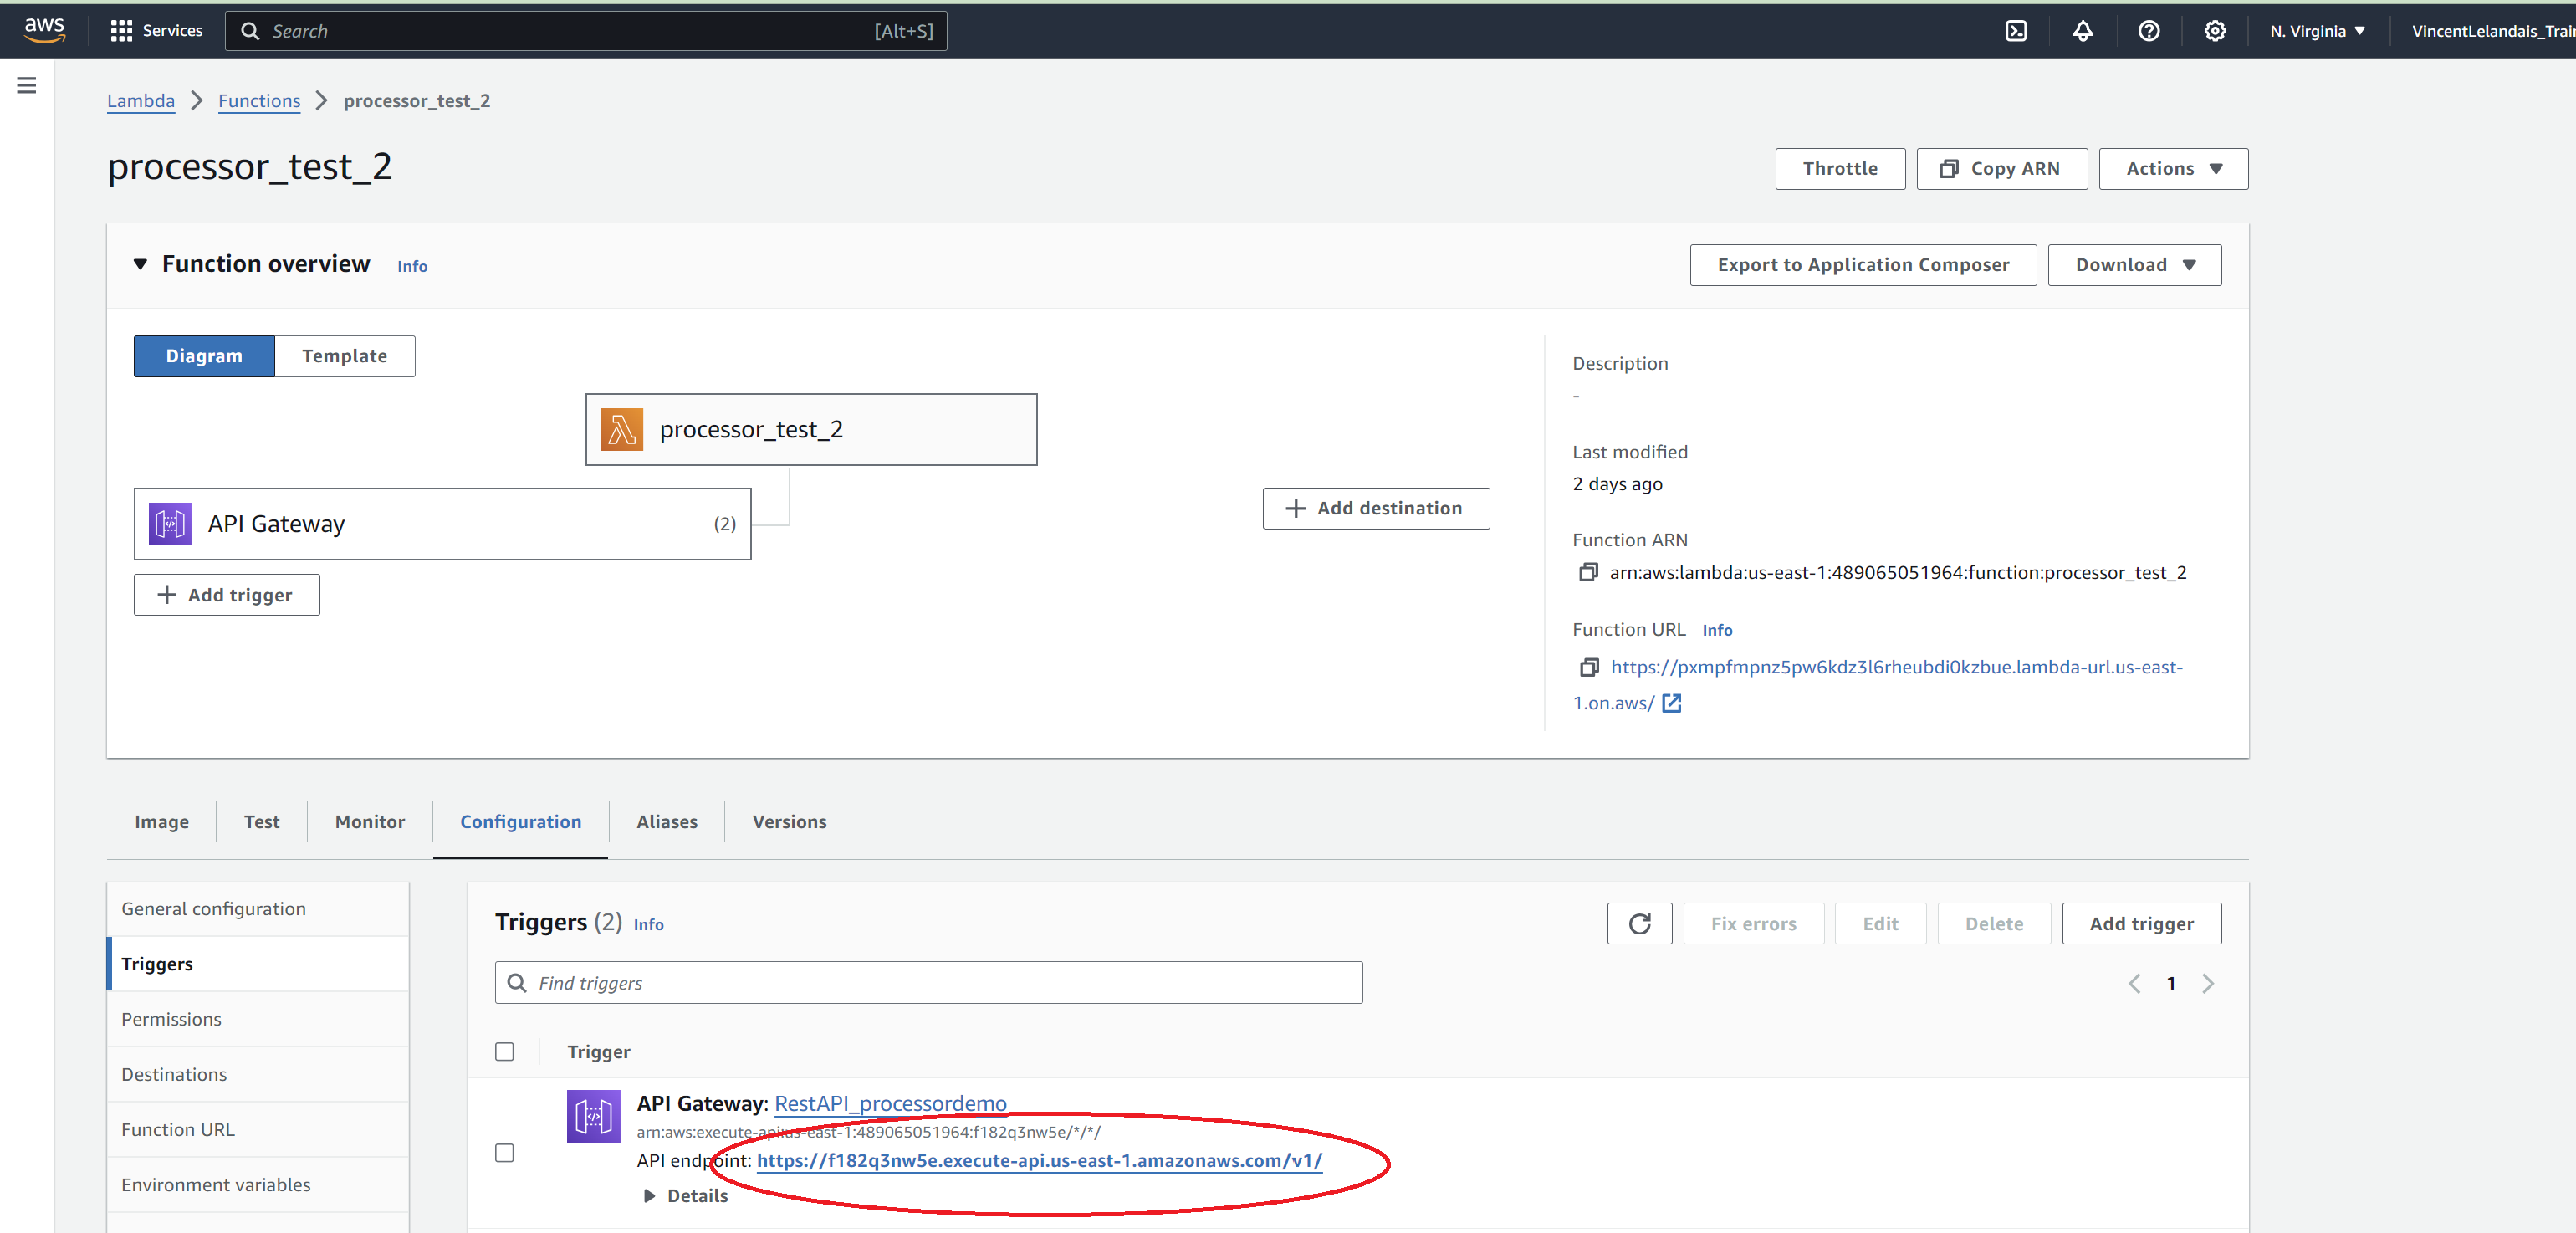 aws Services Search [Alt+S] N. Virginia VincentLelandais_Trai
Lambda Functions processor_test_2
processor_test_2
Throttle Copy ARN Actions
Function overview Info Export to Application Composer Download
Diagram Template
processor_test_2
API Gateway (2)
Add trigger
Add destination
Description
-
Last modified
2 days ago
Function ARN
arn:aws:lambda:us-east-1:489065051964:function:processor_test_2
Function URL Info
https://pxmpfmpnz5pw6kdz3l6rheubdi0kzbue.lambda-url.us-east-
1.on.aws/
Image Test Monitor Configuration Aliases Versions
General configuration
Triggers
Permissions
Destinations
Function URL
Environment variables
Triggers (2) Info Fix errors Edit Delete Add trigger
Find triggers 1
Trigger
API Gateway: RestAPI_processordemo
arn:aws:execute-api:us-east-1:489065051964:f182q3nw5e/*/*/
API endpoint: https://f182q3nw5e.execute-api.us-east-1.amazonaws.com/v1/
Details